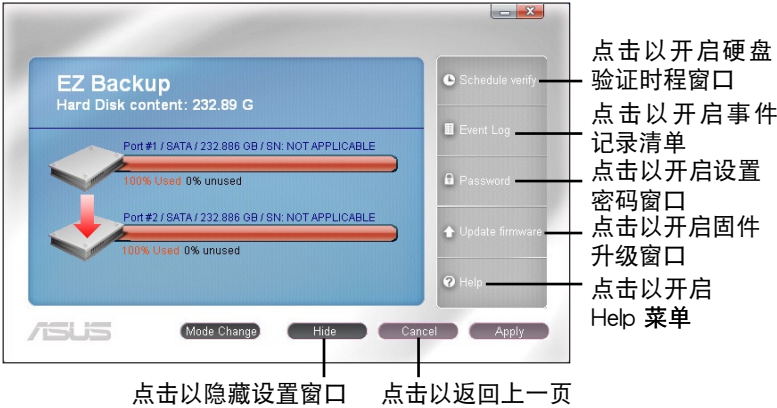 EZ Backup
Hard Disk content: 232.89 G
Port #1 / SATA / 232.886 GB / SN: NOT APPLICABLE
100% Used 0% unused
Port #2 / SATA / 232.886 GB / SN: NOT APPLICABLE
100% Used 0% unused
Schedule verify
Event Log
Password
Update firmware
Help
ASUS
Mode Change
Hide
Cancel
Apply
点击以开启硬盘
验证时程窗口
点击以开启事件
记录清单
点击以开启设置
密码窗口
点击以开启固件
升级窗口
点击以开启
Help 菜单
点击以隐藏设置窗口
点击以返回上一页